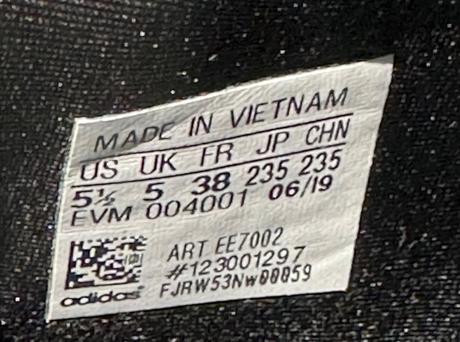 MADE IN VIETNAM
US UK FR JP CHN
5½ 5 38 235 235
EVM 004001 06/19
ART EE7002
#123001297
FJRW53NW00059
adidas